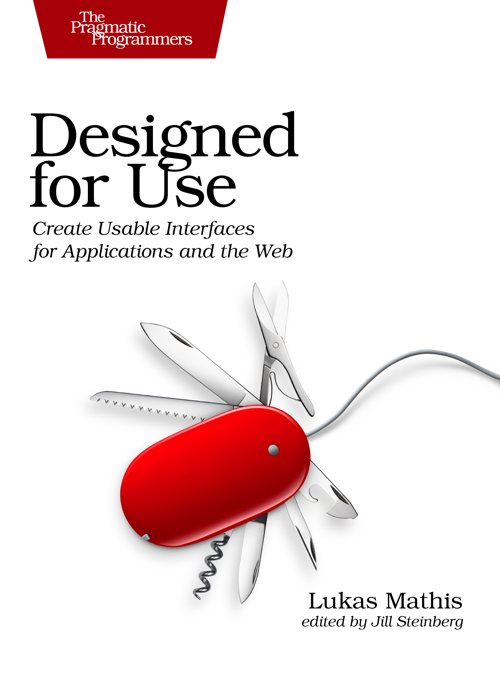 The
Pragmatic
Programmers
Designed
for Use
Create Usable Interfaces
for Applications and the Web
Lukas Mathis
edited by Jill Steinberg